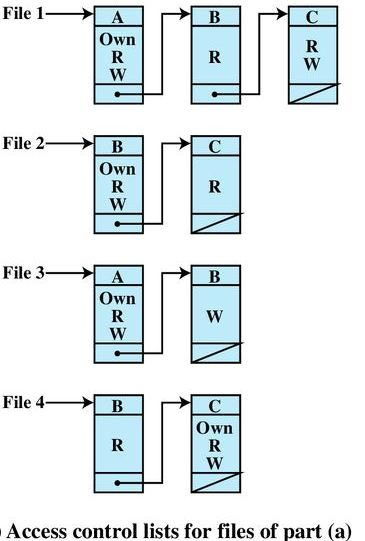 File 1 A B C
Own R R
R W
W
File 2 B C
Own R
R
W
File 3 A B
Own W
R
W
File 4 B C
R Own
R
W
) Access control lists for files of part (a)